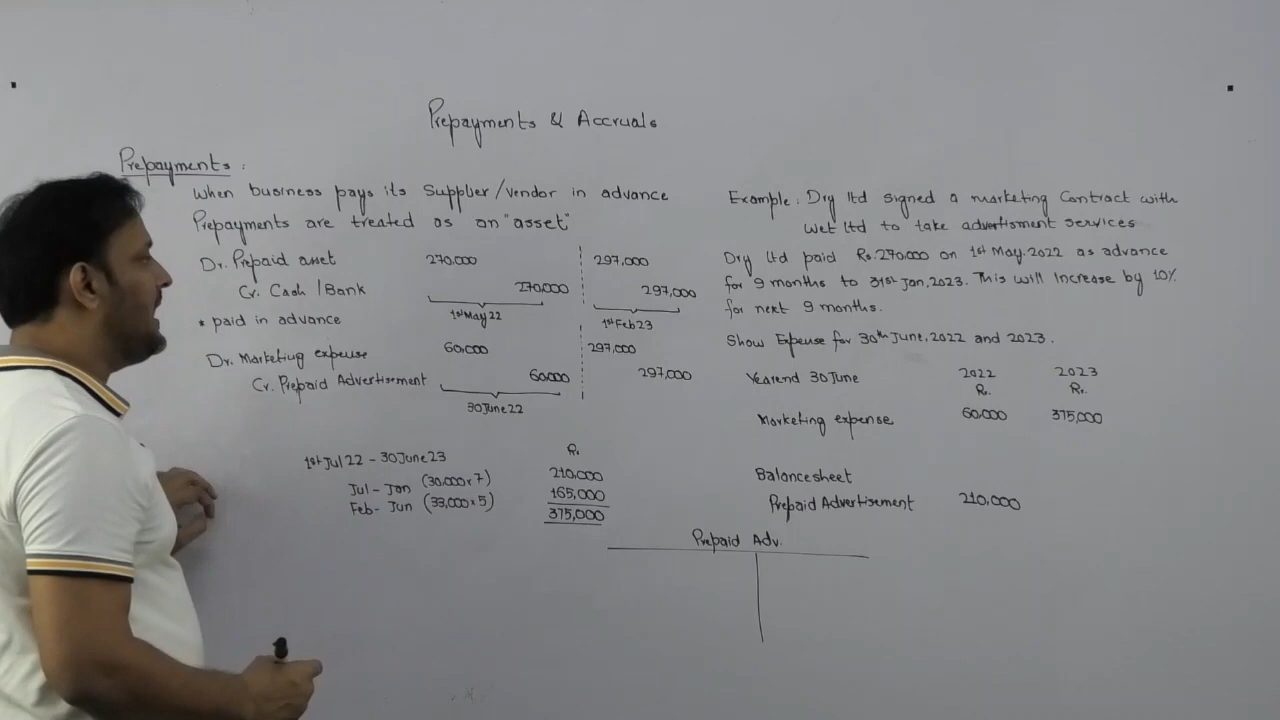 Prepayments & Accruals
Prepayments :
When business pays its Supplier/vendor in advance
Prepayments are treated as an "asset"
Dr. Prepaid asset 270,000 297,000
Cr. Cash / Bank 270,000 297,000
* paid in advance 1st May 22 1st Feb 23
Dr. Marketing expense 60,000 297,000
Cr. Prepaid Advertisement 60,000 297,000
30 June 22
1st Jul 22 - 30 June 23 R.
Jul - Jan (30,000 x 7) 210,000
Feb - Jun (33,000 x 5) 165,000
375,000
Example : Dry ltd signed a marketing Contract with
Wet ltd to take advertisment services
Dry ltd paid Rs. 270,000 on 1st May, 2022 as advance
for 9 months to 31st Jan, 2023. This will Increase by 10%
for next 9 months.
Show Expense for 30th June, 2022 and 2023.
Yearend 30 June 2022 2023
R. R.
Marketing expense 60,000 375,000
Balancesheet
Prepaid Advertisement 210,000
Prepaid Adv.